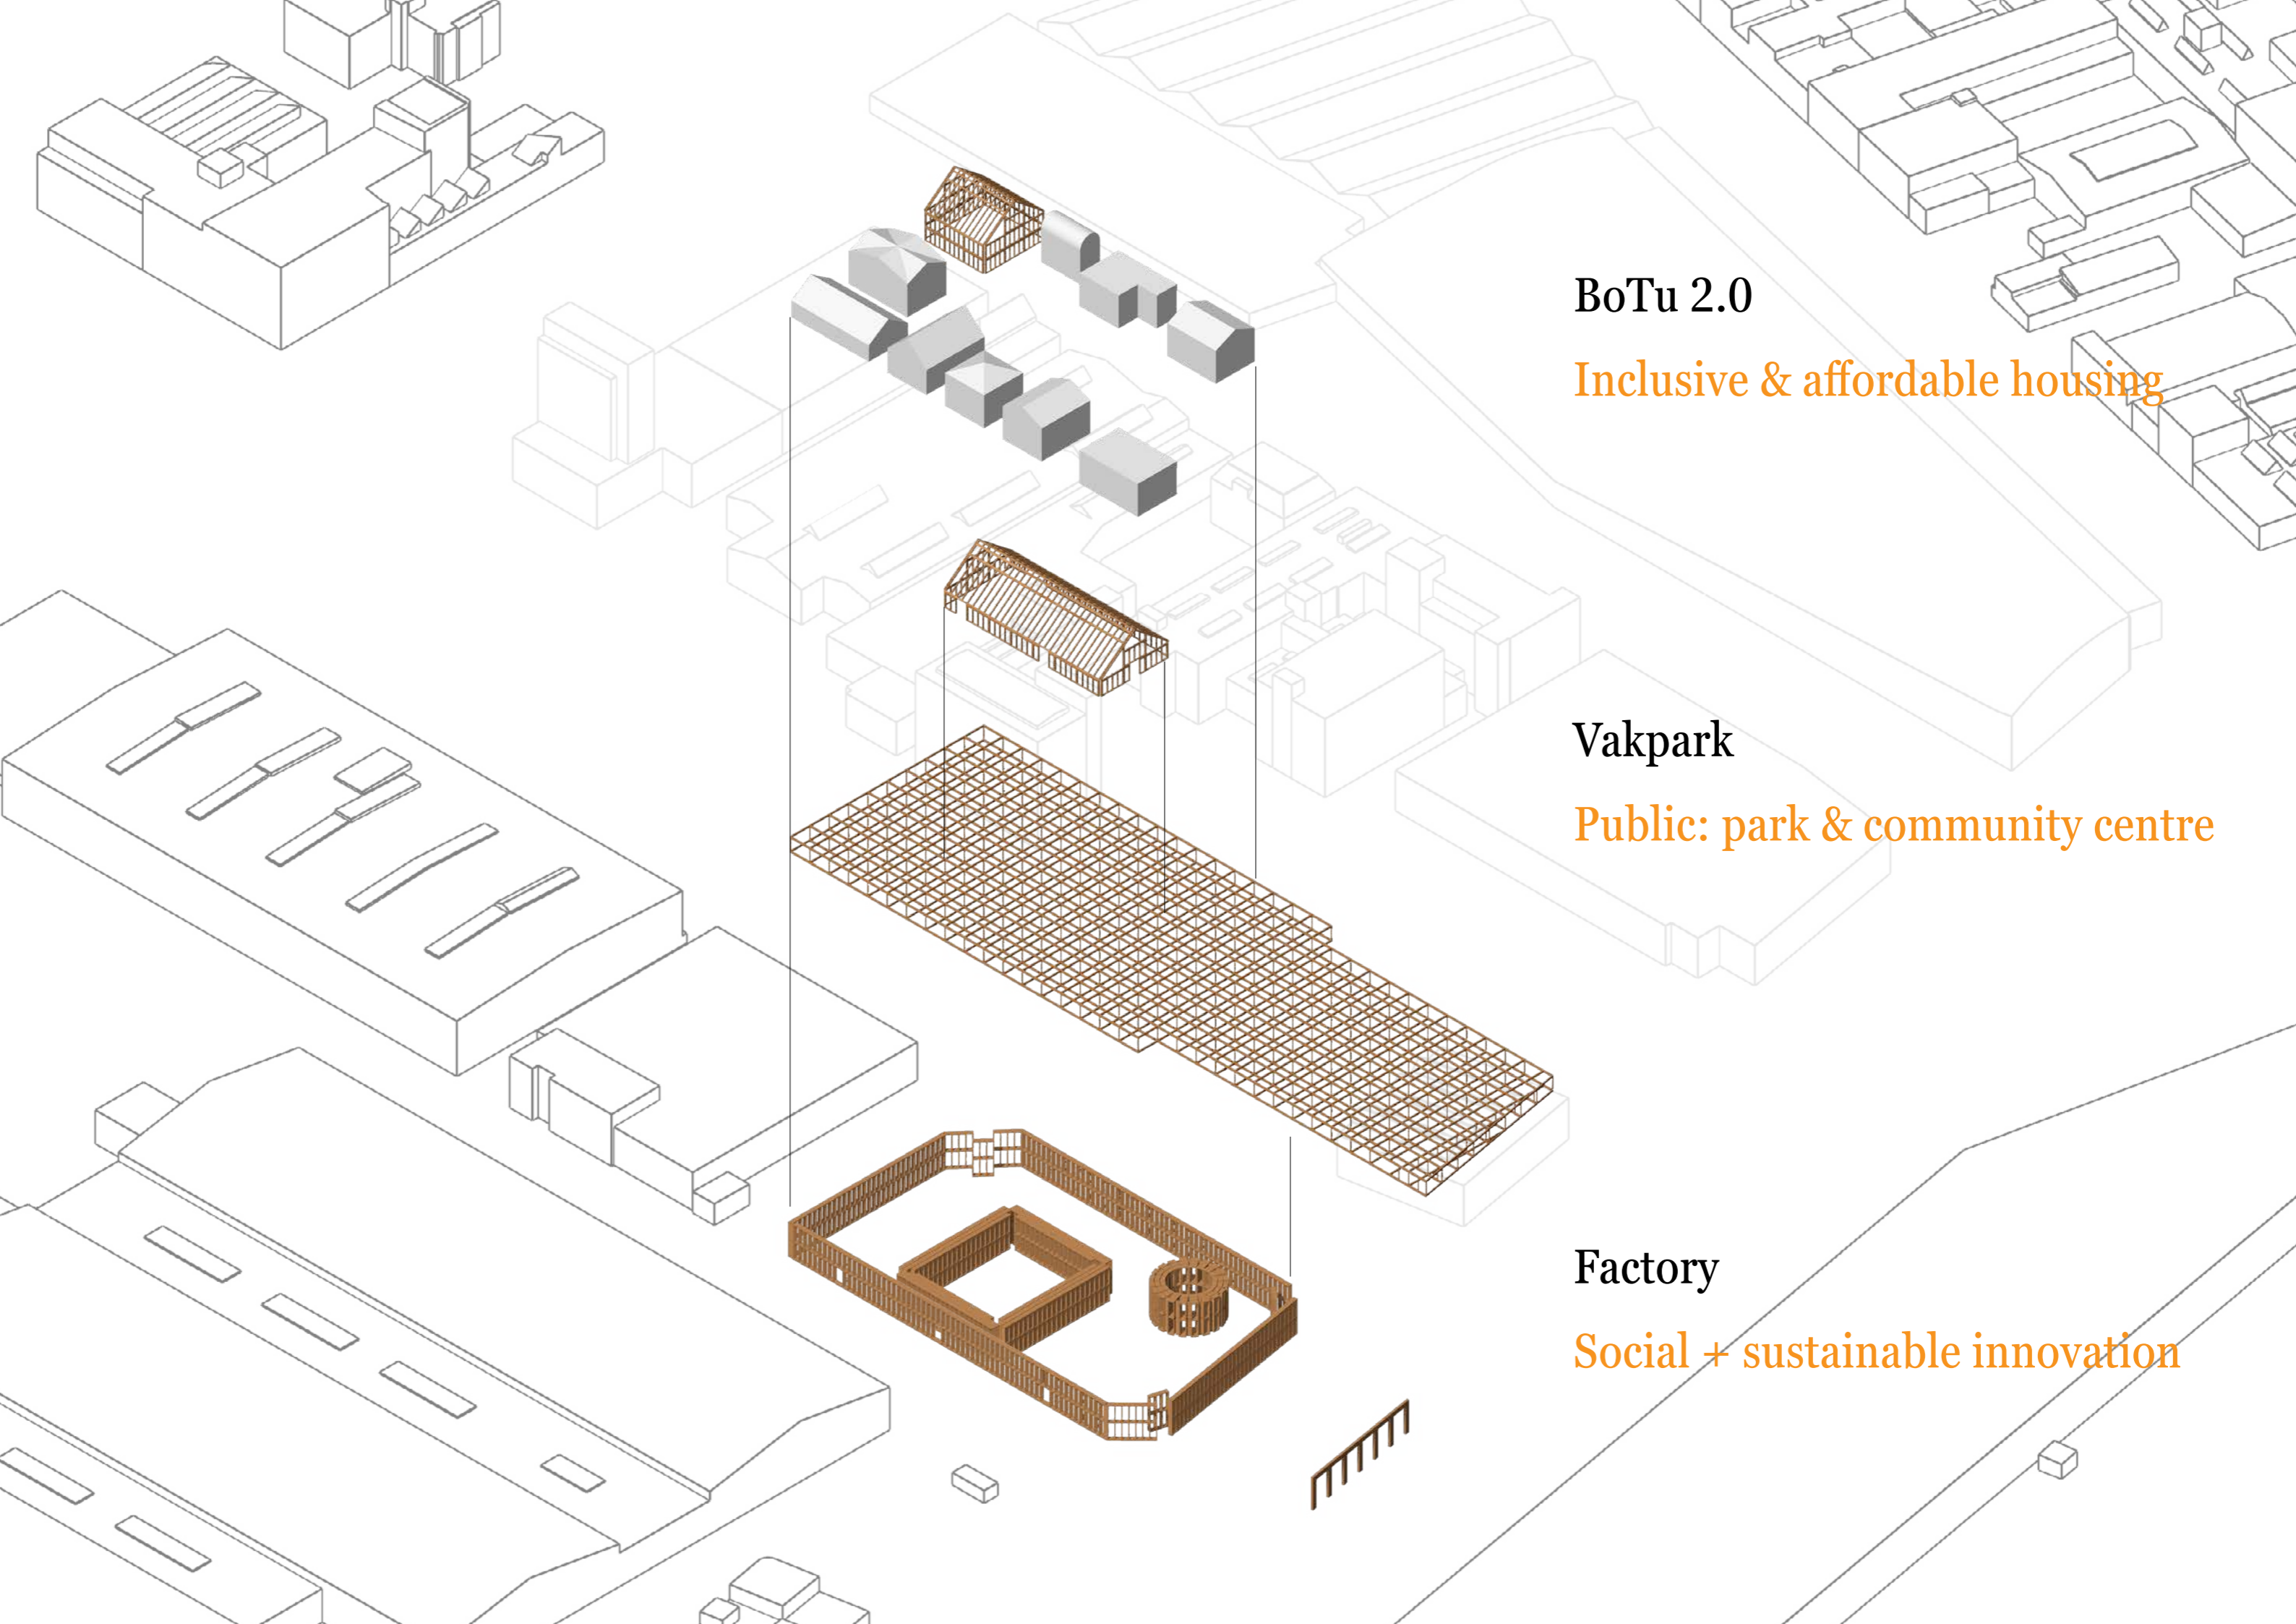 BoTu 2.0
Inclusive & affordable housing
Vakpark
Public: park & community centre
Factory
Social + sustainable innovation